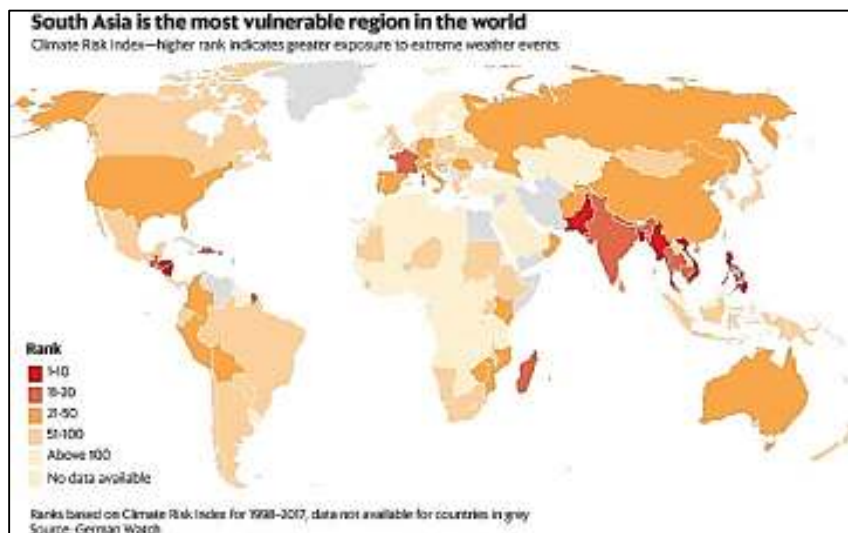 South Asia is the most vulnerable region in the world
Climate Risk Index—higher rank indicates greater exposure to extreme weather events
Rank
1-10
11-20
21-50
51-100
Above 100
No data available
Ranks based on Climate Risk Index for 1998-2017, data not available for countries in grey
Source: German Watch